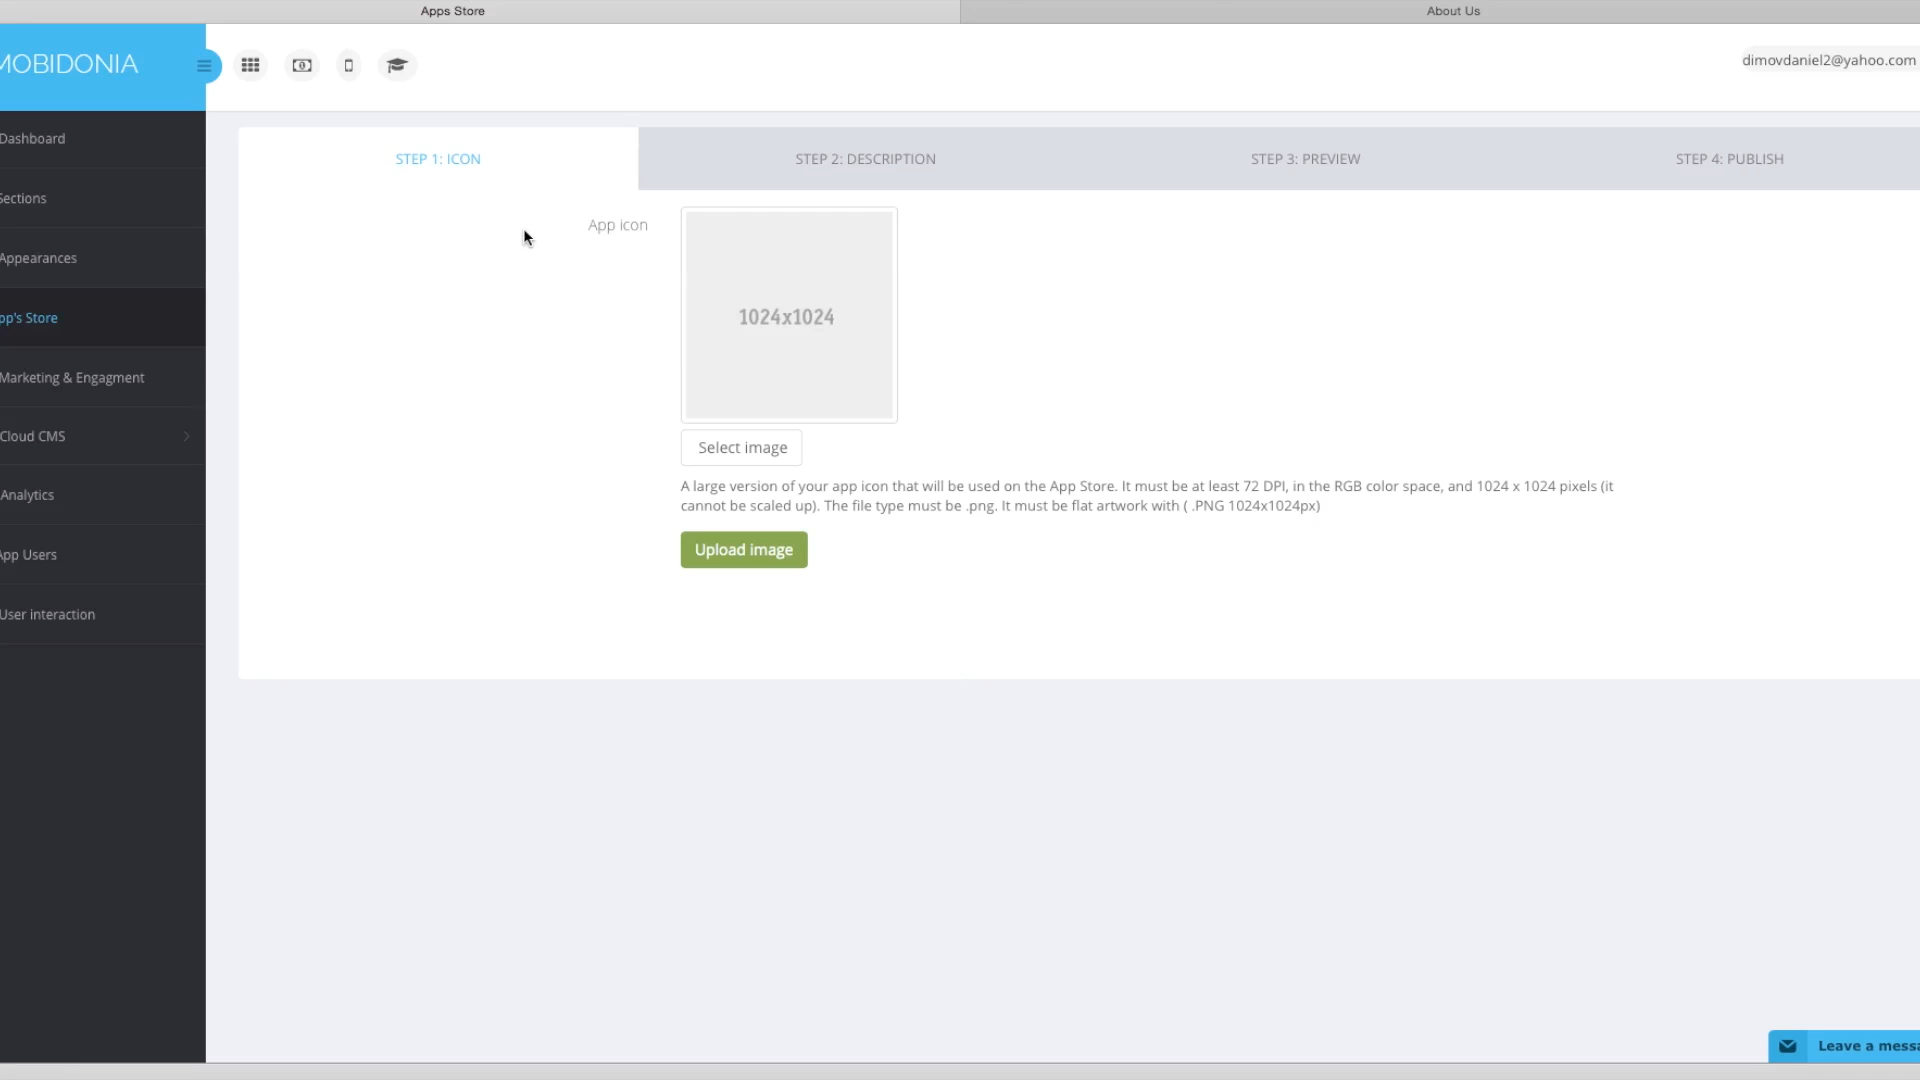 Apps Store
About Us
MOBIDONIA
dimovdaniel2@yahoo.com
Dashboard
Sections
Appearances
pp's Store
Marketing & Engagment
Cloud CMS
Analytics
App Users
User interaction
STEP 1: ICON
STEP 2: DESCRIPTION
STEP 3: PREVIEW
STEP 4: PUBLISH
App icon
1024x1024
Select image
A large version of your app icon that will be used on the App Store. It must be at least 72 DPI, in the RGB color space, and 1024 x 1024 pixels (it
cannot be scaled up). The file type must be .png. It must be flat artwork with ( .PNG 1024x1024px)
Upload image
Leave a messa